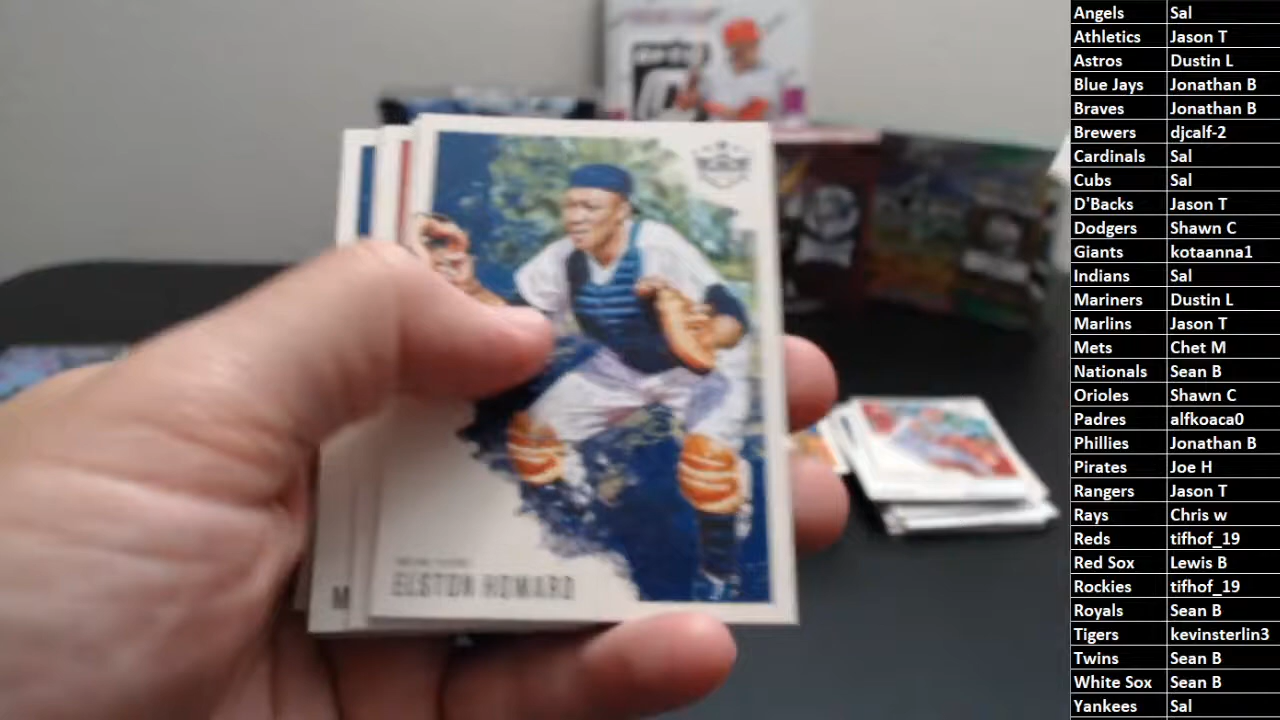 ELSTON HOWARD
M
Angels Sal
Athletics Jason T
Astros Dustin L
Blue Jays Jonathan B
Braves Jonathan B
Brewers djcalf-2
Cardinals Sal
Cubs Sal
D'Backs Jason T
Dodgers Shawn C
Giants kotaanna1
Indians Sal
Mariners Dustin L
Marlins Jason T
Mets Chet M
Nationals Sean B
Orioles Shawn C
Padres alfkoaca0
Phillies Jonathan B
Pirates Joe H
Rangers Jason T
Rays Chris w
Reds tifhof_19
Red Sox Lewis B
Rockies tifhof_19
Royals Sean B
Tigers kevinsterlin3
Twins Sean B
White Sox Sean B
Yankees Sal